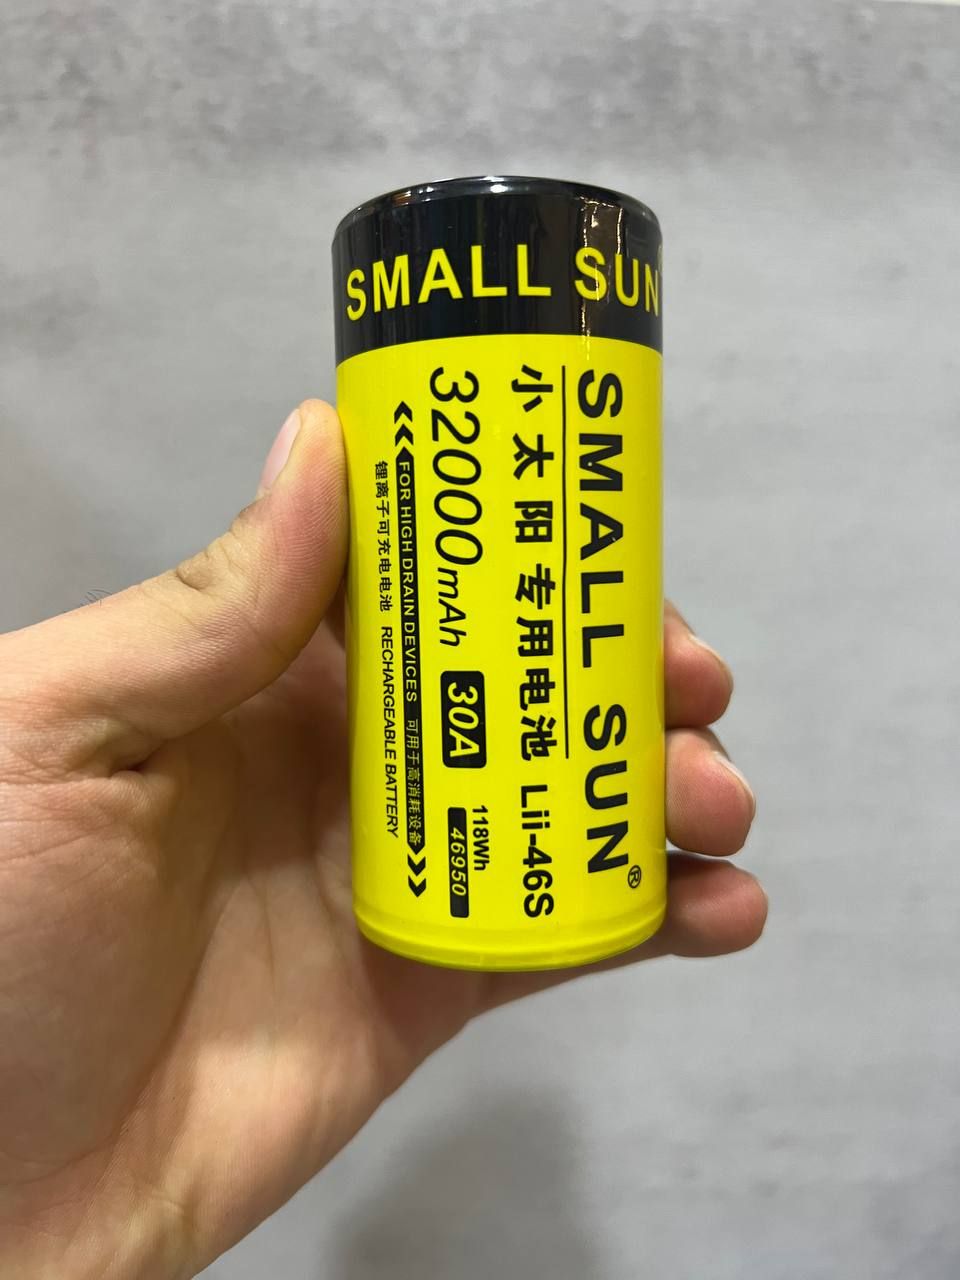 SMALL SUN
SMALL SUN®
小太阳专用电池 Lii-46S
32000mAh 30A 118Wh
46950
FOR HIGH DRAIN DEVICES 可用于高消耗设备
锂离子可充电电池 RECHARGEABLE BATTERY